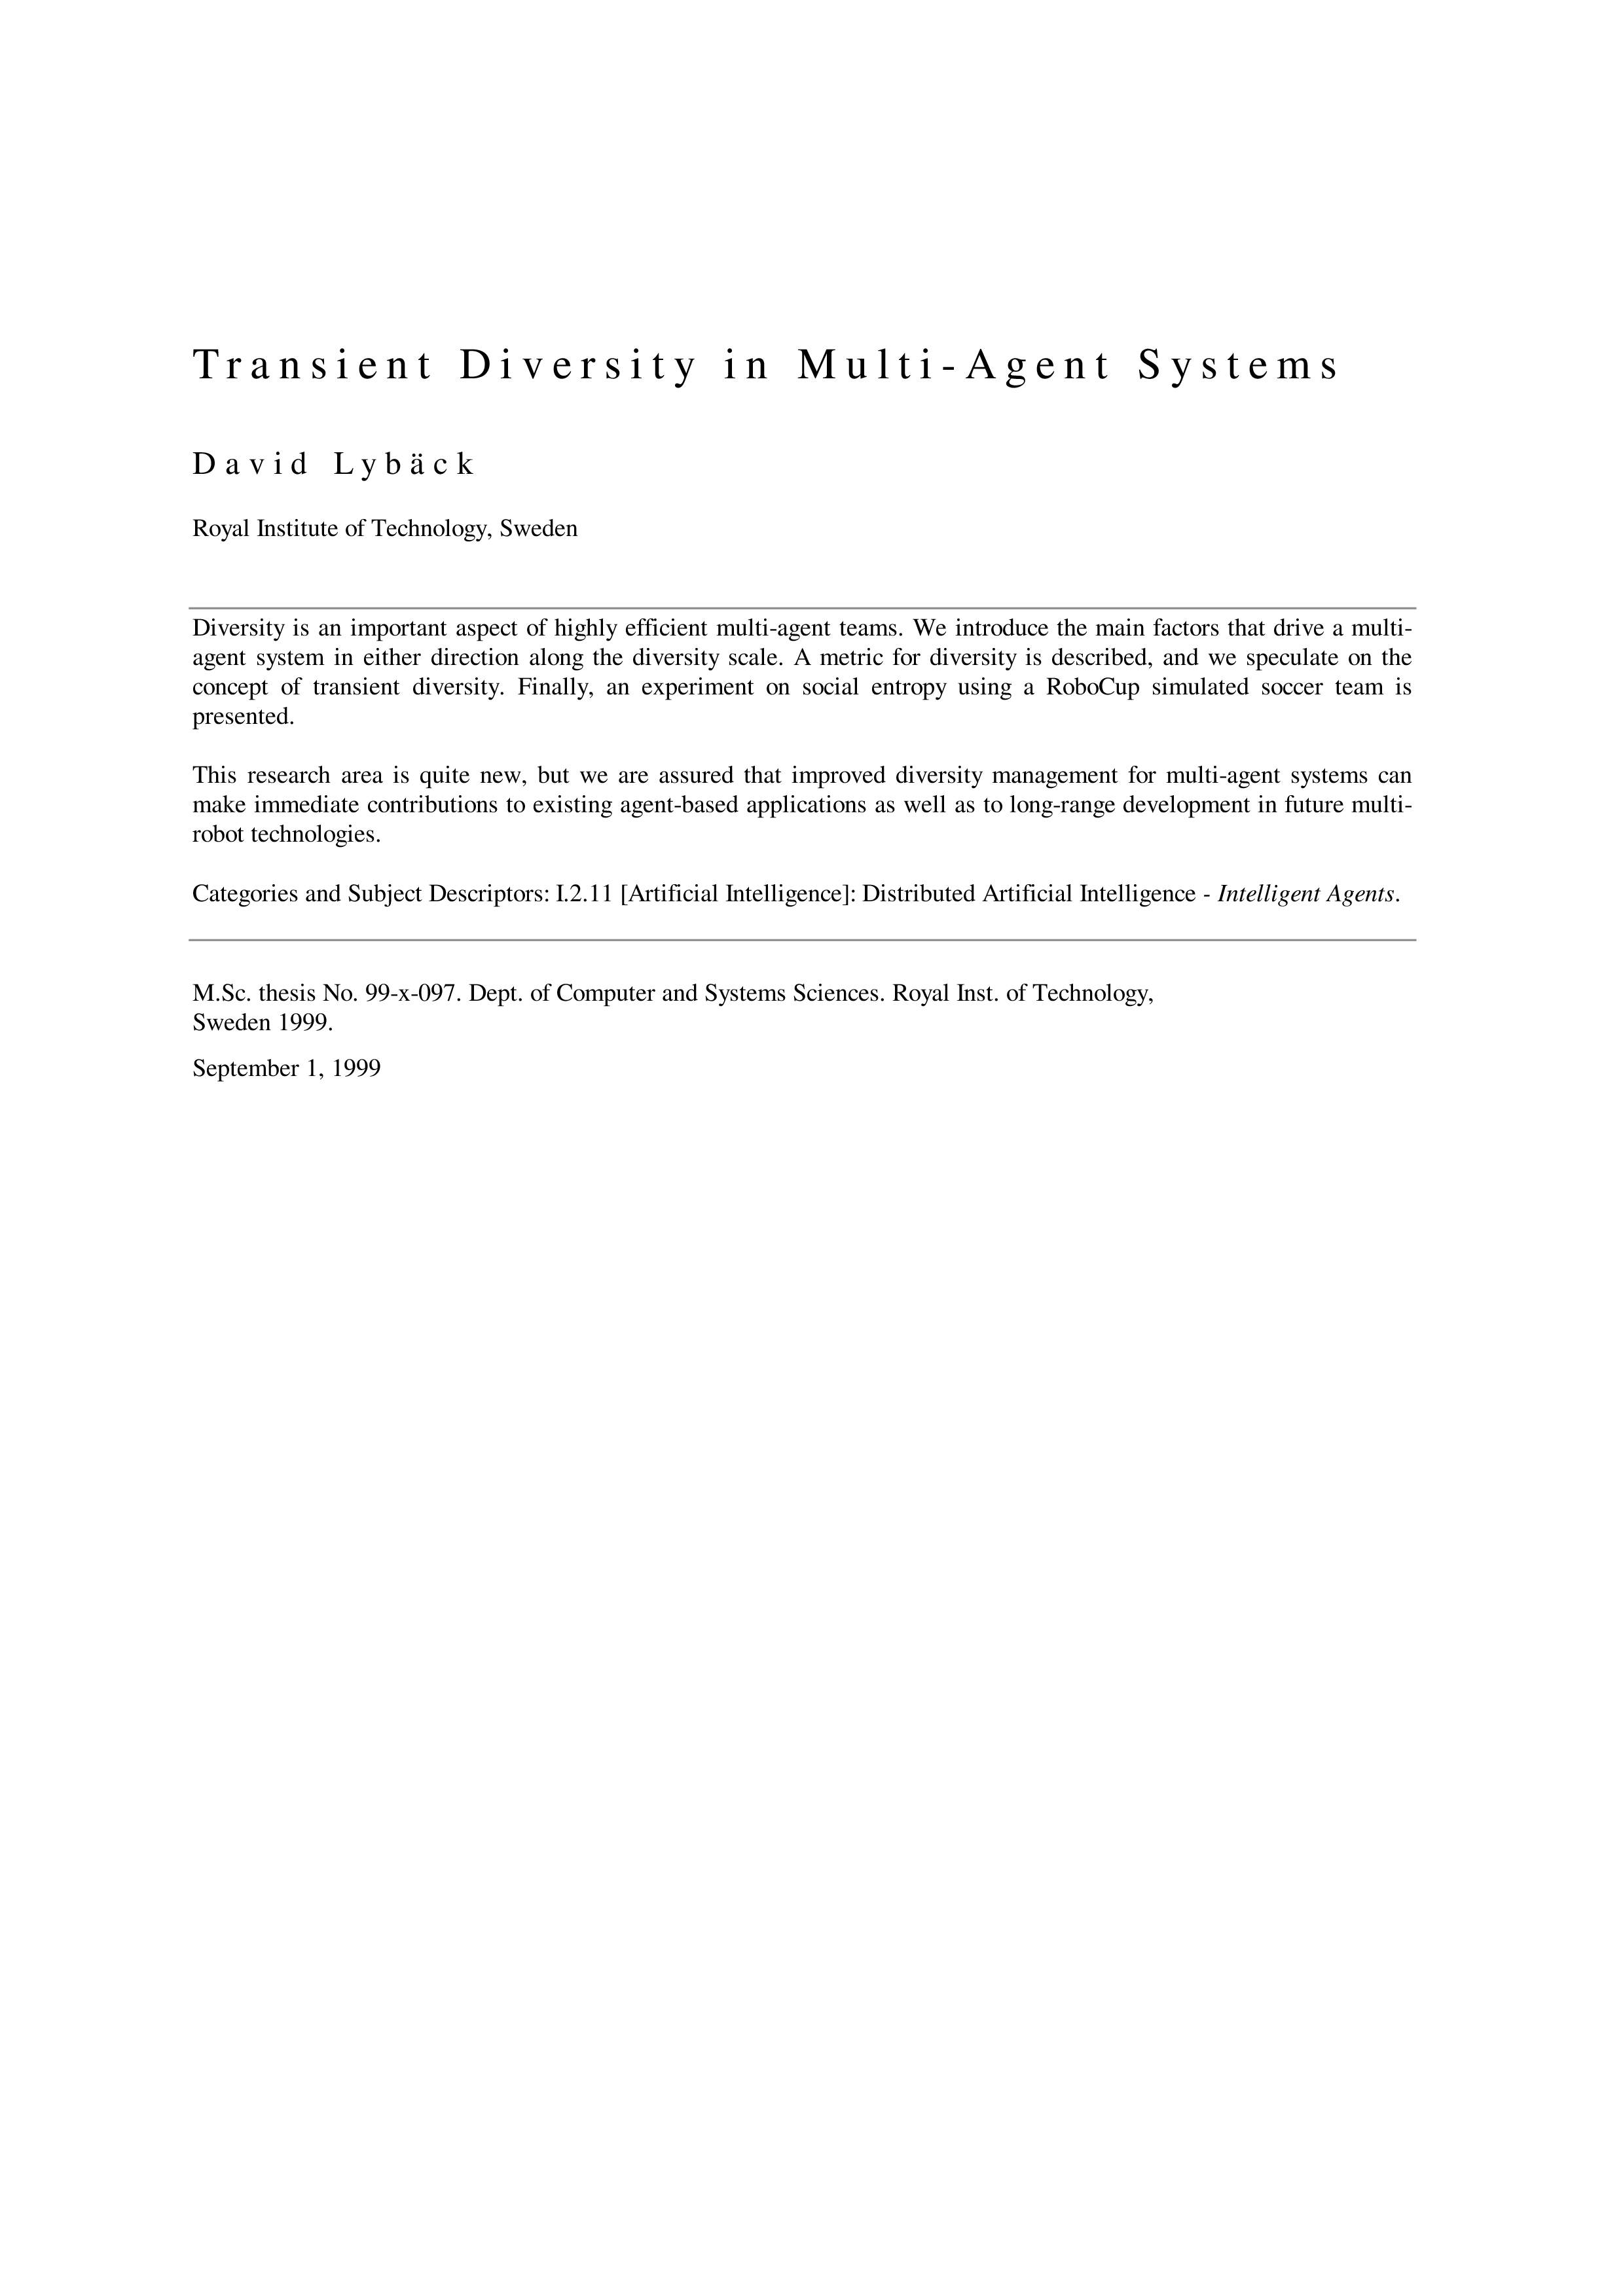 Transient Diversity in Multi-Agent Systems
David Lybäck
Royal Institute of Technology, Sweden
Diversity is an important aspect of highly efficient multi-agent teams. We introduce the main factors that drive a multi-
agent system in either direction along the diversity scale. A metric for diversity is described, and we speculate on the
concept of transient diversity. Finally, an experiment on social entropy using a RoboCup simulated soccer team is
presented.
This research area is quite new, but we are assured that improved diversity management for multi-agent systems can
make immediate contributions to existing agent-based applications as well as to long-range development in future multi-
robot technologies.
Categories and Subject Descriptors: I.2.11 [Artificial Intelligence]: Distributed Artificial Intelligence - Intelligent Agents.
M.Sc. thesis No. 99-x-097. Dept. of Computer and Systems Sciences. Royal Inst. of Technology,
Sweden 1999.
September 1, 1999